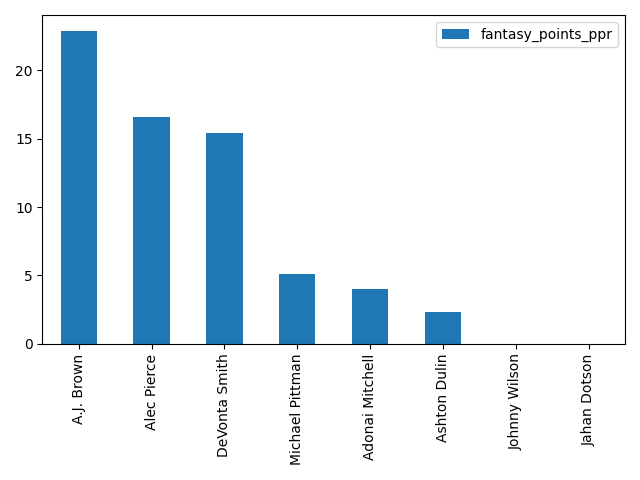 fantasy_points_ppr
20
15
10
5
0
A.J. Brown
Alec Pierce
DeVonta Smith
Michael Pittman
Adonai Mitchell
Ashton Dulin
Johnny Wilson
Jahan Dotson